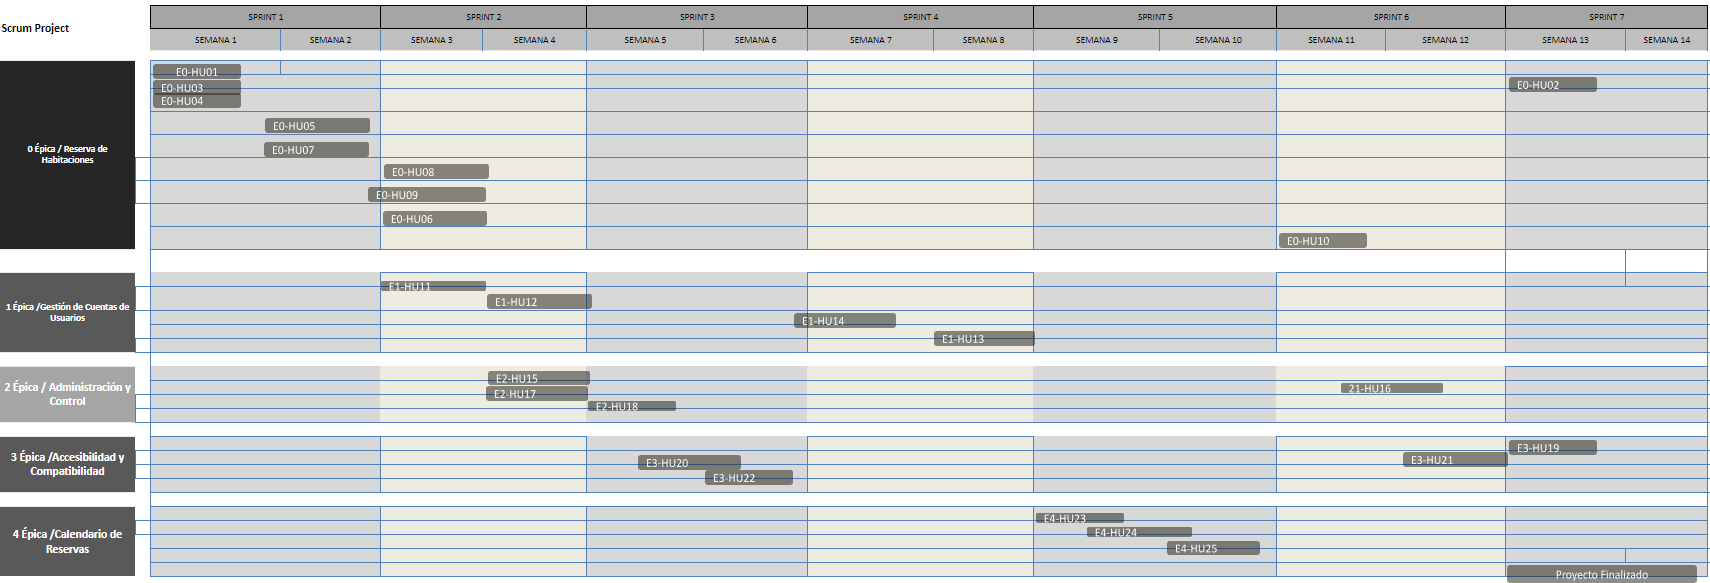 Scrum Project
SPRINT 1
SPRINT 2
SPRINT 3
SPRINT 4
SPRINT 5
SPRINT 6
SPRINT 7
SEMANA 1
SEMANA 2
SEMANA 3
SEMANA 4
SEMANA 5
SEMANA 6
SEMANA 7
SEMANA 8
SEMANA 9
SEMANA 10
SEMANA 11
SEMANA 12
SEMANA 13
SEMANA 14
0 Épica / Reserva de
Habitaciones
E0-HU01
E0-HU02
E0-HU03
E0-HU04
E0-HU05
E0-HU07
E0-HU08
E0-HU09
E0-HU06
E0-HU10
1 Épica /Gestión de Cuentas de
Usuarios
E1-HU11
E1-HU12
E1-HU14
E1-HU13
2 Épica / Administración y
Control
E2-HU15
21-HU16
E2-HU17
E2-HU18
3 Épica /Accesibilidad y
Compatibilidad
E3-HU19
E3-HU20
E3-HU21
E3-HU22
4 Épica /Calendario de
Reservas
E4-HU23
E4-HU24
E4-HU25
Proyecto Finalizado